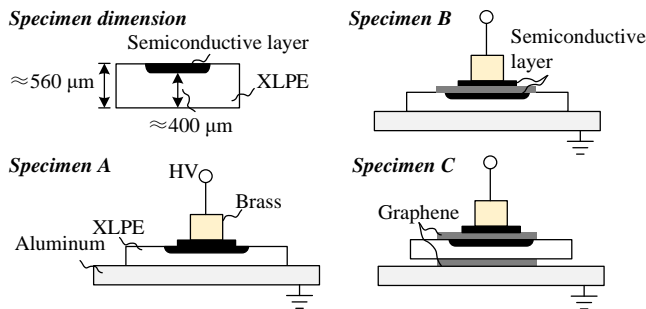 Specimen dimension
Semiconductive layer
≈560 μm
XLPE
≈400 μm
Specimen B
Semiconductive
layer
Specimen A
HV
Brass
XLPE
Aluminum
Specimen C
Graphene